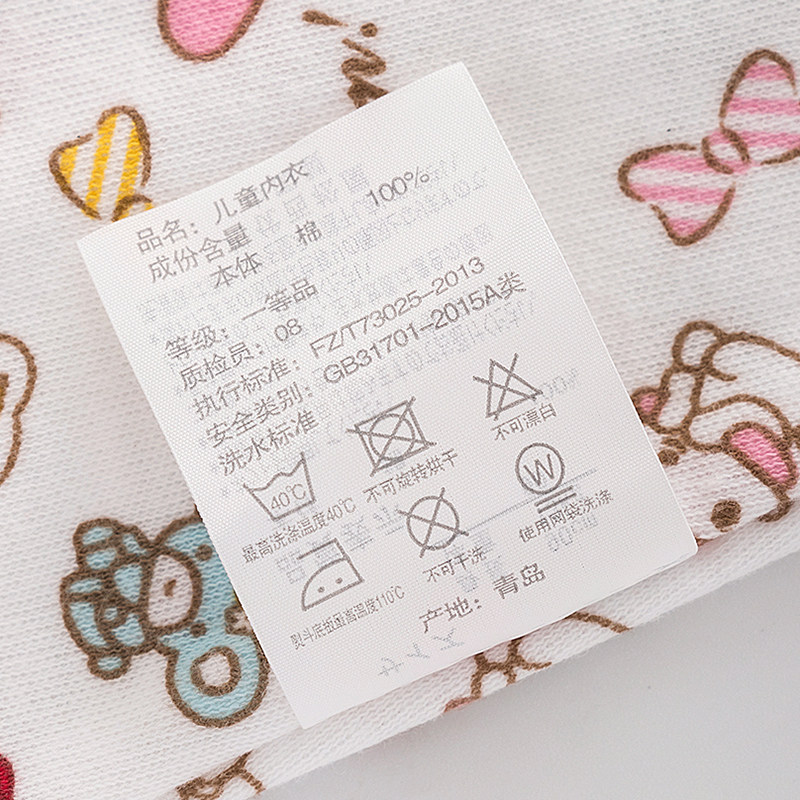 品名：儿童内衣
成份含量
本体 棉 100%
等级：一等品
质检员：08
执行标准：FZ/T73025-2013
安全类别：GB31701-2015A类
洗水标准
40℃
最高洗涤温度40℃
不可旋转烘干
不可漂白
熨斗底板最高温度110℃
不可干洗
W
使用网袋洗涤
产地：青岛